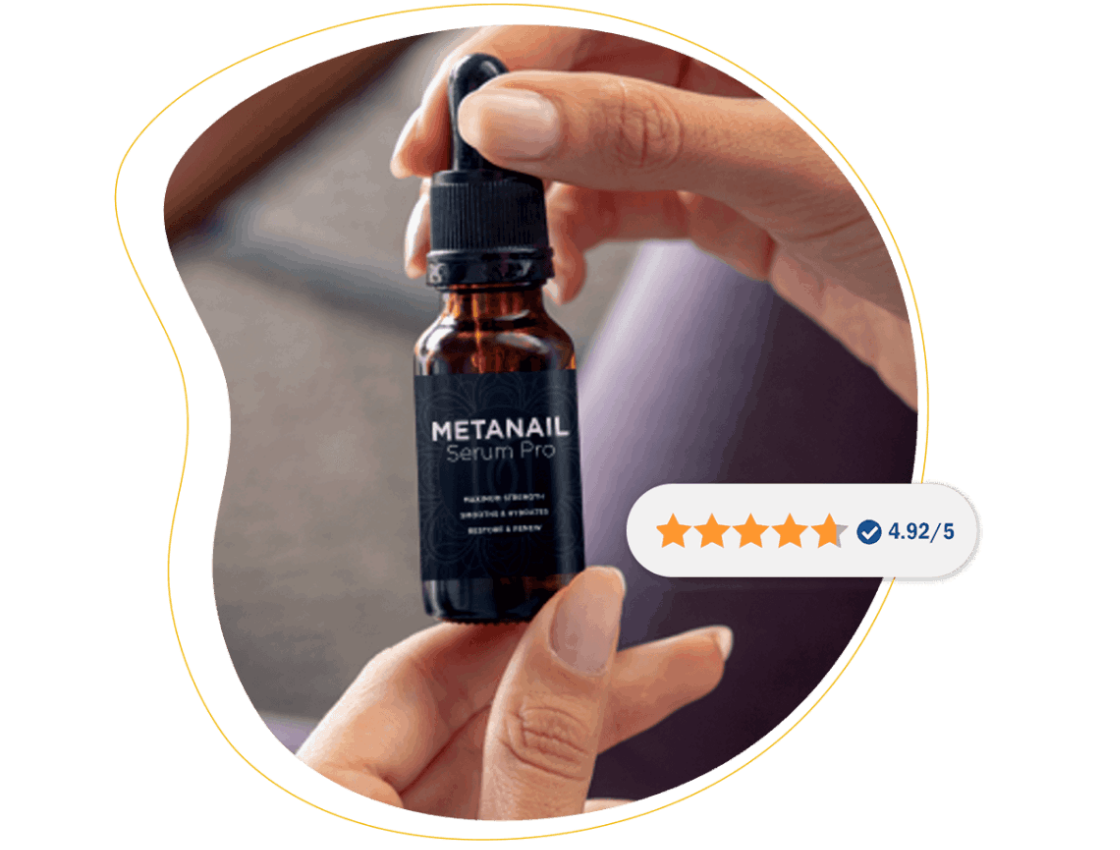 METANAIL
Serum Pro
MAXIMUM STRENGTH
SMOOTHS & HYDRATES
RESTORE & RENEW
4.92/5